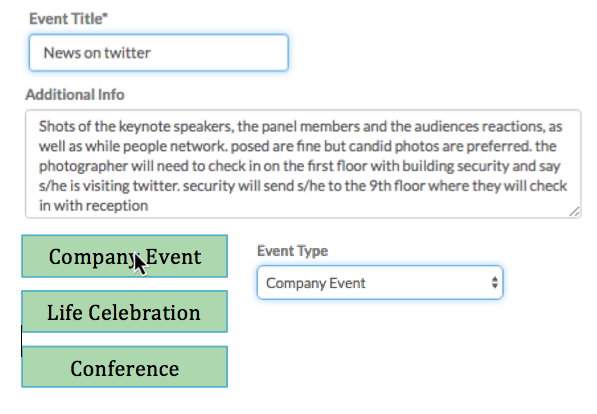 Event Title*
News on twitter
Additional Info
Shots of the keynote speakers, the panel members and the audiences reactions, as
well as while people network. posed are fine but candid photos are preferred. the
photographer will need to check in on the first floor with building security and say
s/he is visiting twitter. security will send s/he to the 9th floor where they will check
in with reception
Company Event
Life Celebration
Conference
Event Type
Company Event